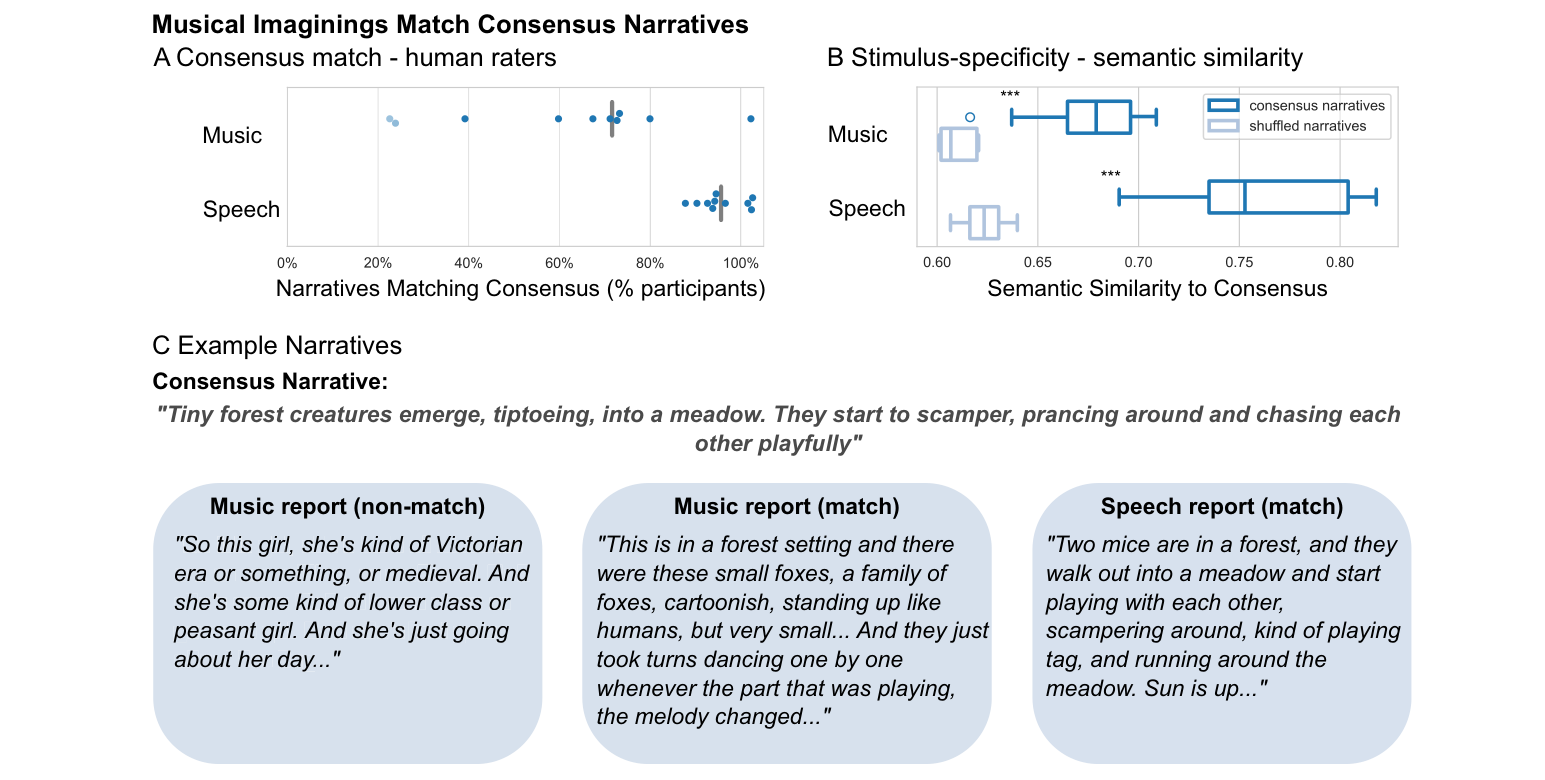 Musical Imaginings Match Consensus Narratives
A Consensus match - human raters
Music
Speech
0% 20% 40% 60% 80% 100%
Narratives Matching Consensus (% participants)
B Stimulus-specificity - semantic similarity
***
consensus narratives
shuffled narratives
Music
***
Speech
0.60 0.65 0.70 0.75 0.80
Semantic Similarity to Consensus
C Example Narratives
Consensus Narrative:
"Tiny forest creatures emerge, tiptoeing, into a meadow. They start to scamper, prancing around and chasing each
other playfully"
Music report (non-match)
"So this girl, she's kind of Victorian
era or something, or medieval. And
she's some kind of lower class or
peasant girl. And she's just going
about her day..."
Music report (match)
"This is in a forest setting and there
were these small foxes, a family of
foxes, cartoonish, standing up like
humans, but very small... And they just
took turns dancing one by one
whenever the part that was playing,
the melody changed..."
Speech report (match)
"Two mice are in a forest, and they
walk out into a meadow and start
playing with each other,
scampering around, kind of playing
tag, and running around the
meadow. Sun is up..."